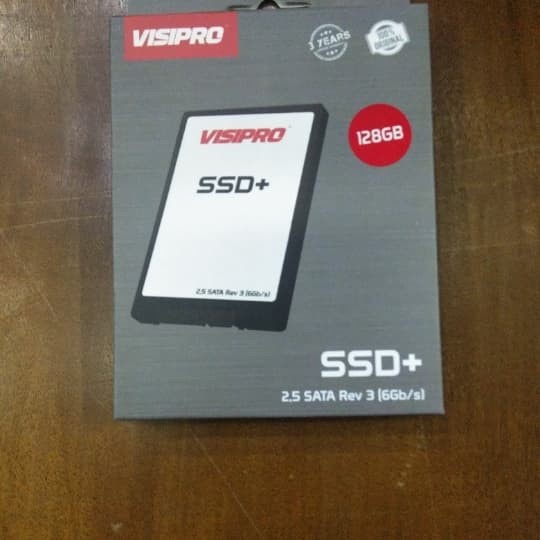 VISIPRO
3 YEARS
100%
ORIGINAL
128GB
VISIPRO
SSD+
2.5 SATA Rev 3 (6Gb/s)
SSD+
2.5 SATA Rev 3 (6Gb/s)